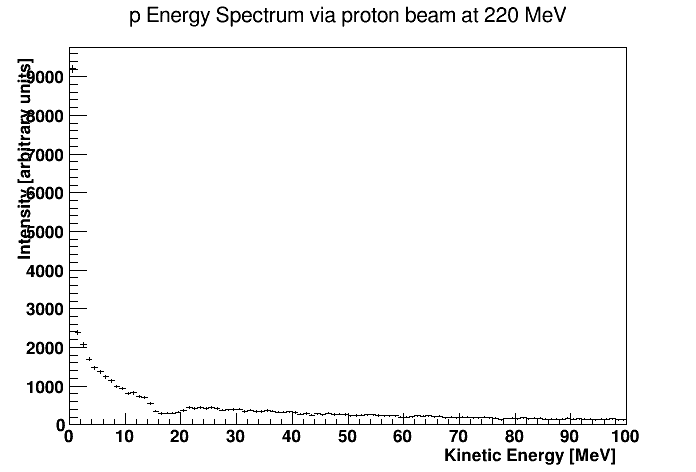 p Energy Spectrum via proton beam at 220 MeV
Intensity [arbitrary units]
9000
8000
7000
6000
5000
4000
3000
2000
1000
0
0 10 20 30 40 50 60 70 80 90 100
Kinetic Energy [MeV]